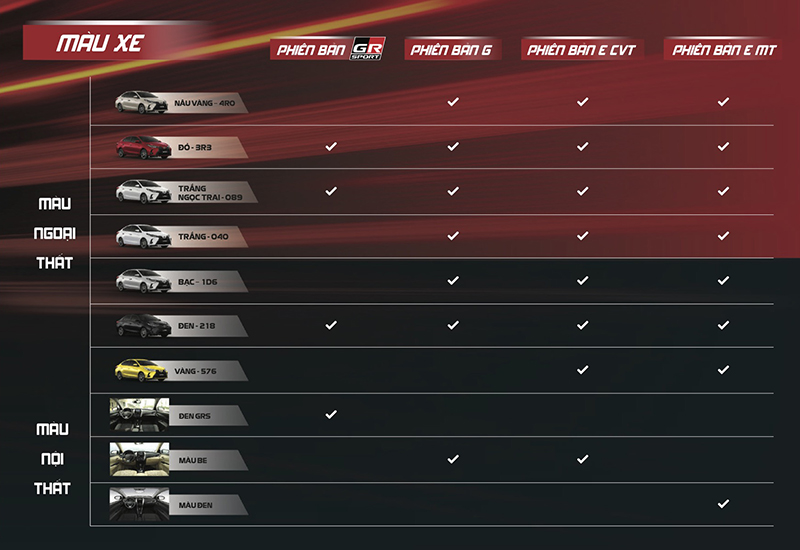 MÀU XE
PHIÊN BẢN GR SPORT
PHIÊN BẢN G
PHIÊN BẢN E CVT
PHIÊN BẢN E MT
MÀU
NGOẠI
THẤT
NÂU VÀNG - 4R0
ĐỎ - 3R3
TRẮNG
NGỌC TRAI - 089
TRẮNG - 040
BẠC - 1D6
ĐEN - 218
VÀNG - 576
MÀU
NỘI
THẤT
ĐEN GRS
MÀU BE
MÀU ĐEN